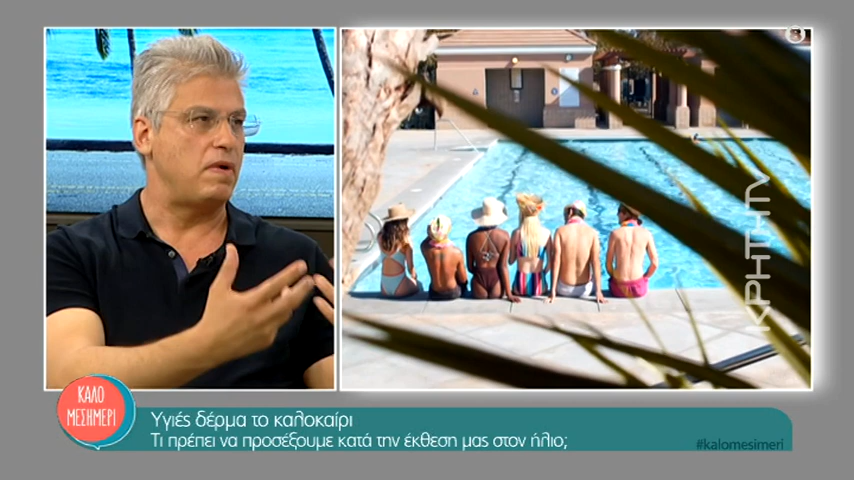 ΚΡΗΤΗ TV
ΚΑΛΟ
ΜΕΣΗΜΕΡΙ
Υγιές δέρμα το καλοκαίρι
Τι πρέπει να προσέξουμε κατά την έκθεση μας στον ήλιο;
#kalomesimeri